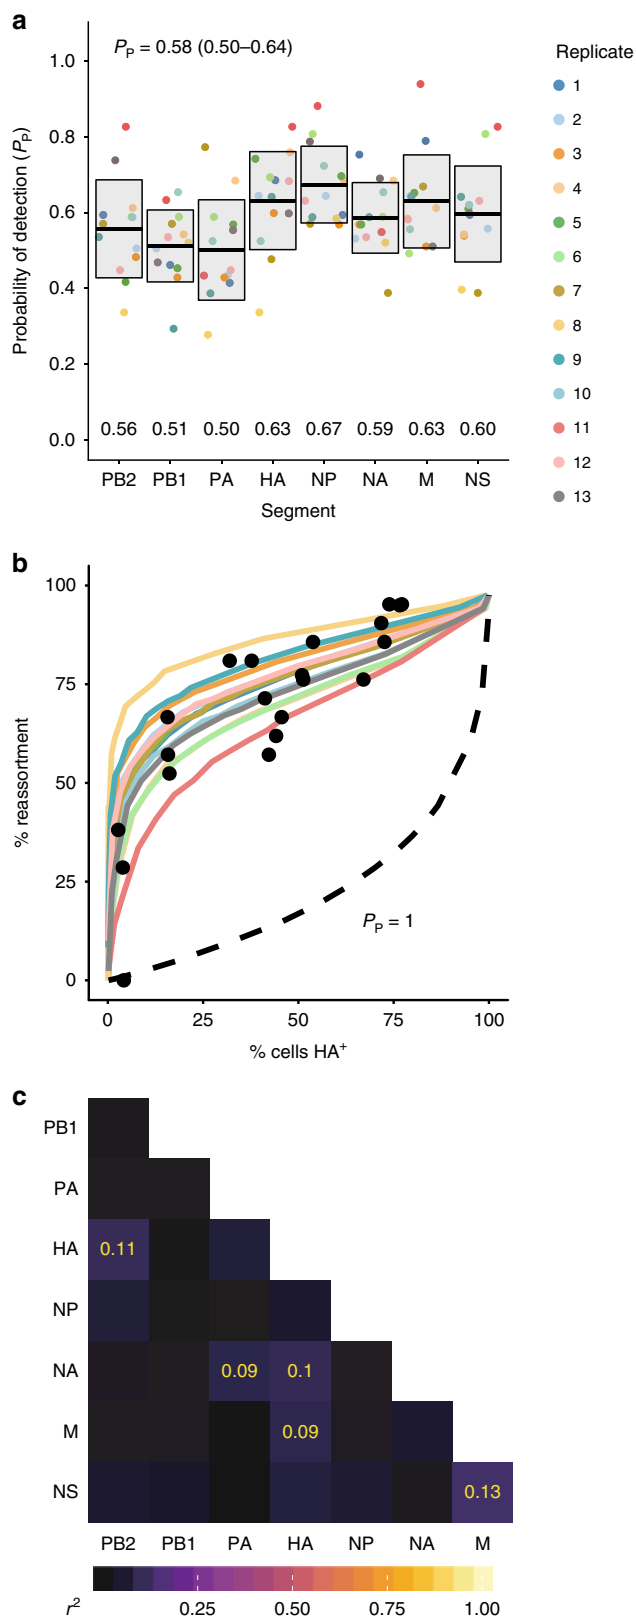 a
P_P = 0.58 (0.50–0.64)
Probability of detection (P_P)
1.0
0.8
0.6
0.4
0.2
0.0
0.56 0.51 0.50 0.63 0.67 0.59 0.63 0.60
PB2 PB1 PA HA NP NA M NS
Segment
Replicate
1
2
3
4
5
6
7
8
9
10
11
12
13
b
% reassortment
100
75
50
25
0
P_P = 1
0 25 50 75 100
% cells HA⁺
c
PB1
PA
HA 0.11
NP
NA 0.09 0.1
M 0.09
NS 0.13
PB2 PB1 PA HA NP NA M
r² 0.25 0.50 0.75 1.00